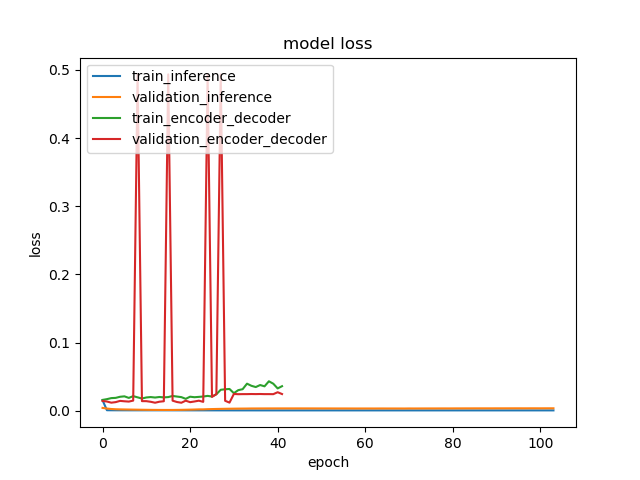 model loss
train_inference
validation_inference
train_encoder_decoder
validation_encoder_decoder
loss
0.5
0.4
0.3
0.2
0.1
0.0
0 20 40 60 80 100
epoch